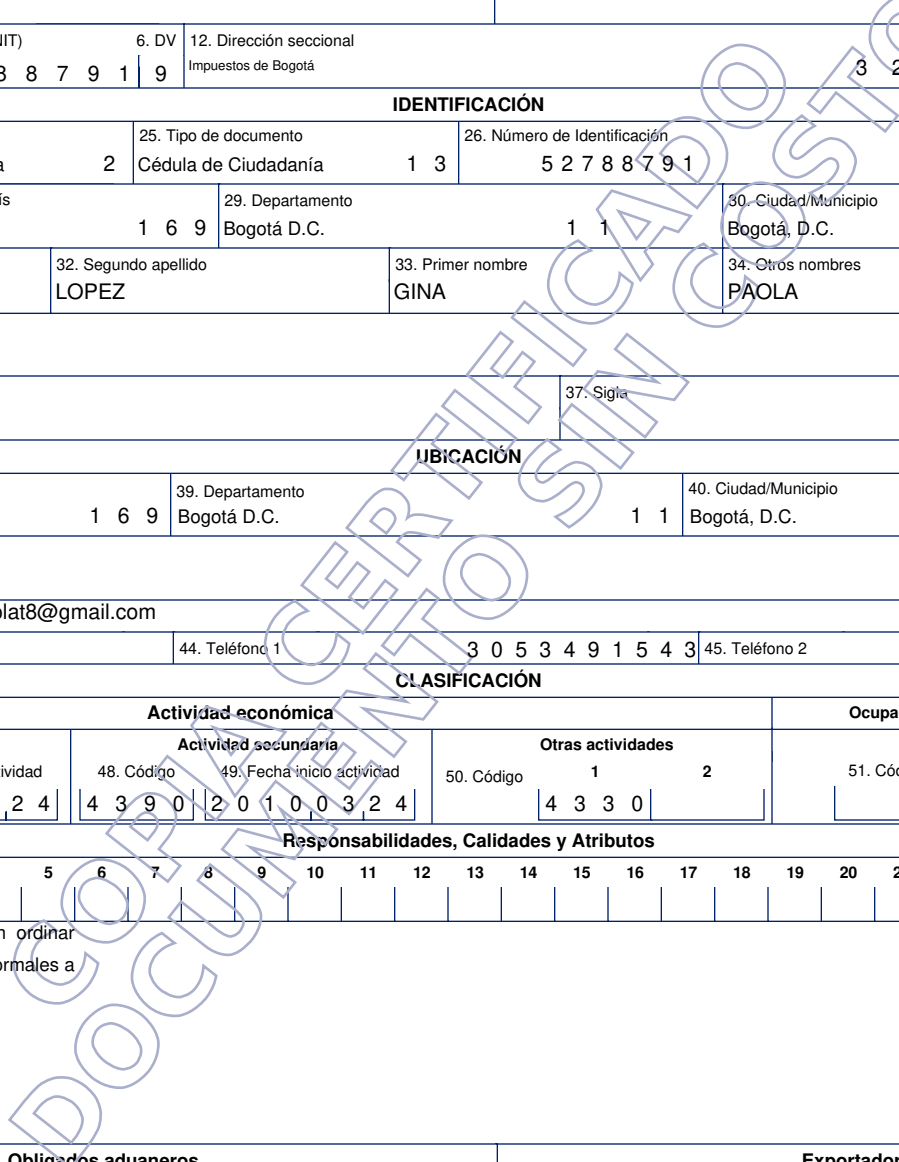 NIT) 6. DV 12. Dirección seccional
8 8 7 9 1 9 Impuestos de Bogotá 3 2
IDENTIFICACIÓN
25. Tipo de documento 26. Número de Identificación
a 2 Cédula de Ciudadanía 1 3 5 2 7 8 8 7 9 1
ís 29. Departamento 30. Ciudad/Municipio
1 6 9 Bogotá D.C. 1 1 Bogotá, D.C.
32. Segundo apellido 33. Primer nombre 34. Otros nombres
LOPEZ GINA PAOLA
37. Sigla
UBICACIÓN
39. Departamento 40. Ciudad/Municipio
1 6 9 Bogotá D.C. 1 1 Bogotá, D.C.
olat8@gmail.com
44. Teléfono 1 3 0 5 3 4 9 1 5 4 3 45. Teléfono 2
CLASIFICACIÓN
Actividad económica Ocupa
Actividad secundaria Otras actividades
ividad 48. Código 49. Fecha inicio actividad 50. Código 1 2 51. Cód
2 4 4 3 9 0 2 0 1 0 0 3 2 4 4 3 3 0
Responsabilidades, Calidades y Atributos
5 6 7 8 9 10 11 12 13 14 15 16 17 18 19 20 2
n ordinar
ormales a
Obligados aduaneros Exportador
COPIA CERTIFICADO
DOCUMENTO SIN COSTO